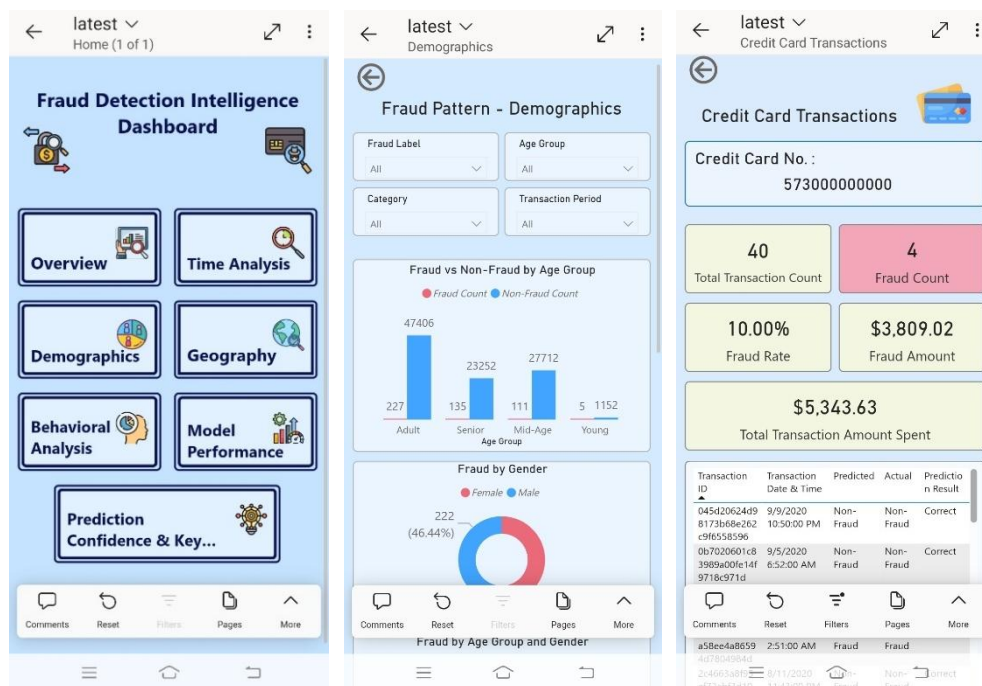 latest
Home (1 of 1)
Fraud Detection Intelligence
Dashboard
Overview
Time Analysis
Demographics
Geography
Behavioral
Analysis
Model
Performance
Prediction
Confidence & Key...
Comments
Reset
Filters
Pages
More
latest
Demographics
Fraud Pattern - Demographics
Fraud Label
All
Age Group
All
Category
All
Transaction Period
All
Fraud vs Non-Fraud by Age Group
Fraud Count Non-Fraud Count
47406
23252
27712
227
135
111
5 1152
Adult Senior Mid-Age Young
Age Group
Fraud by Gender
Female Male
222
(46.44%)
Comments
Reset
Filters
Pages
More
Fraud by Age Group and Gender
latest
Credit Card Transactions
Credit Card Transactions
Credit Card No. :
573000000000
40
Total Transaction Count
4
Fraud Count
10.00%
Fraud Rate
$3,809.02
Fraud Amount
$5,343.63
Total Transaction Amount Spent
Transaction Transaction Predicted Actual Predictio
ID Date & Time n Result
045d20624d9 9/9/2020 Non- Non- Correct
8173b68e262 10:50:00 PM Fraud Fraud
c9f6558596
0b7020601c8 9/5/2020 Non- Non- Correct
3989a00fe14f 6:52:00 AM Fraud Fraud
9718c971d
Comments
Reset
Filters
Pages
More
a58ee4a8659 2:51:00 AM Fraud Fraud
8/11/2020 Non-